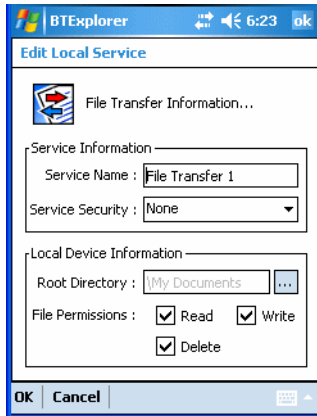 BTExplorer 6:23 ok
Edit Local Service
File Transfer Information...
Service Information
Service Name : File Transfer 1
Service Security : None
Local Device Information
Root Directory : \My Documents ...
File Permissions : Read Write
Delete
OK Cancel